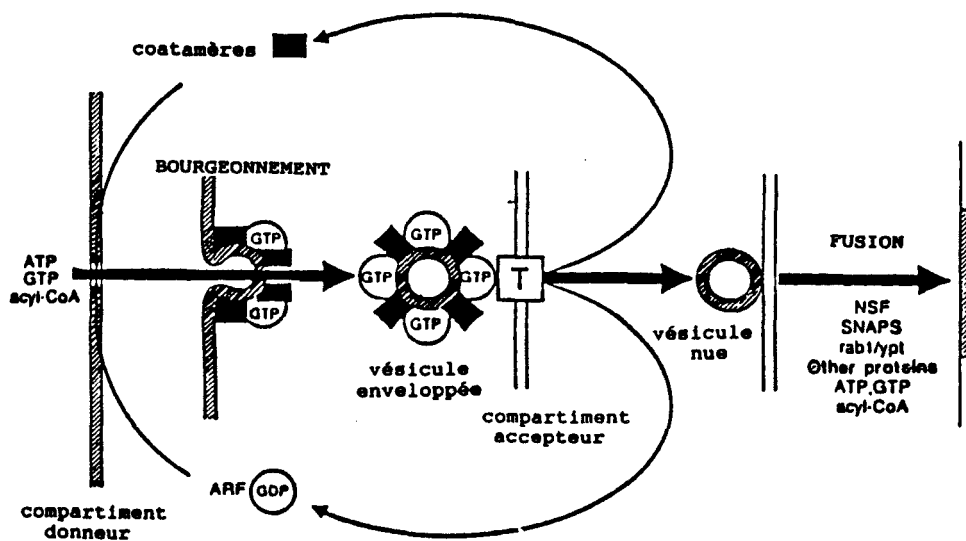 coatamères
BOURGEONNEMENT
GTP
GTP
ATP
GTP
acyl-CoA
GTP
GTP
GTP
GTP
T
vésicule
enveloppée
compartiment
accepteur
vésicule
nue
FUSION
NSF
SNAPS
rab1/ypt
Other proteins
ATP,GTP
acyl-CoA
ARF GDP
compartiment
donneur